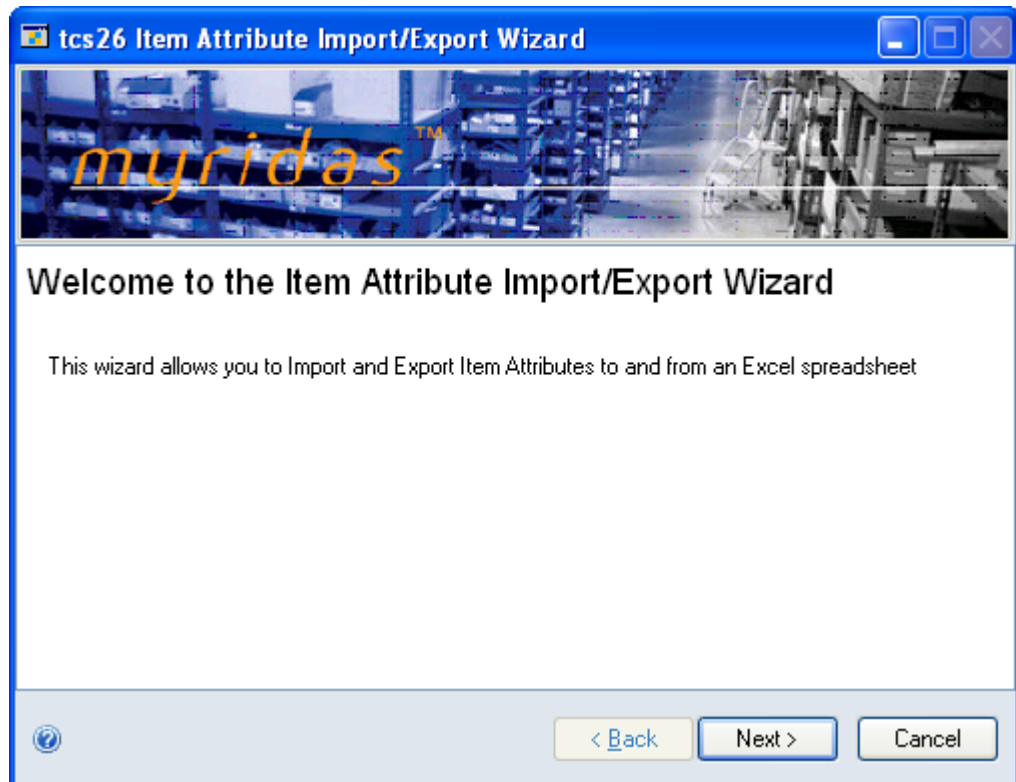 tcs26 Item Attribute Import/Export Wizard
myridas™
Welcome to the Item Attribute Import/Export Wizard
This wizard allows you to Import and Export Item Attributes to and from an Excel spreadsheet
< Back Next > Cancel